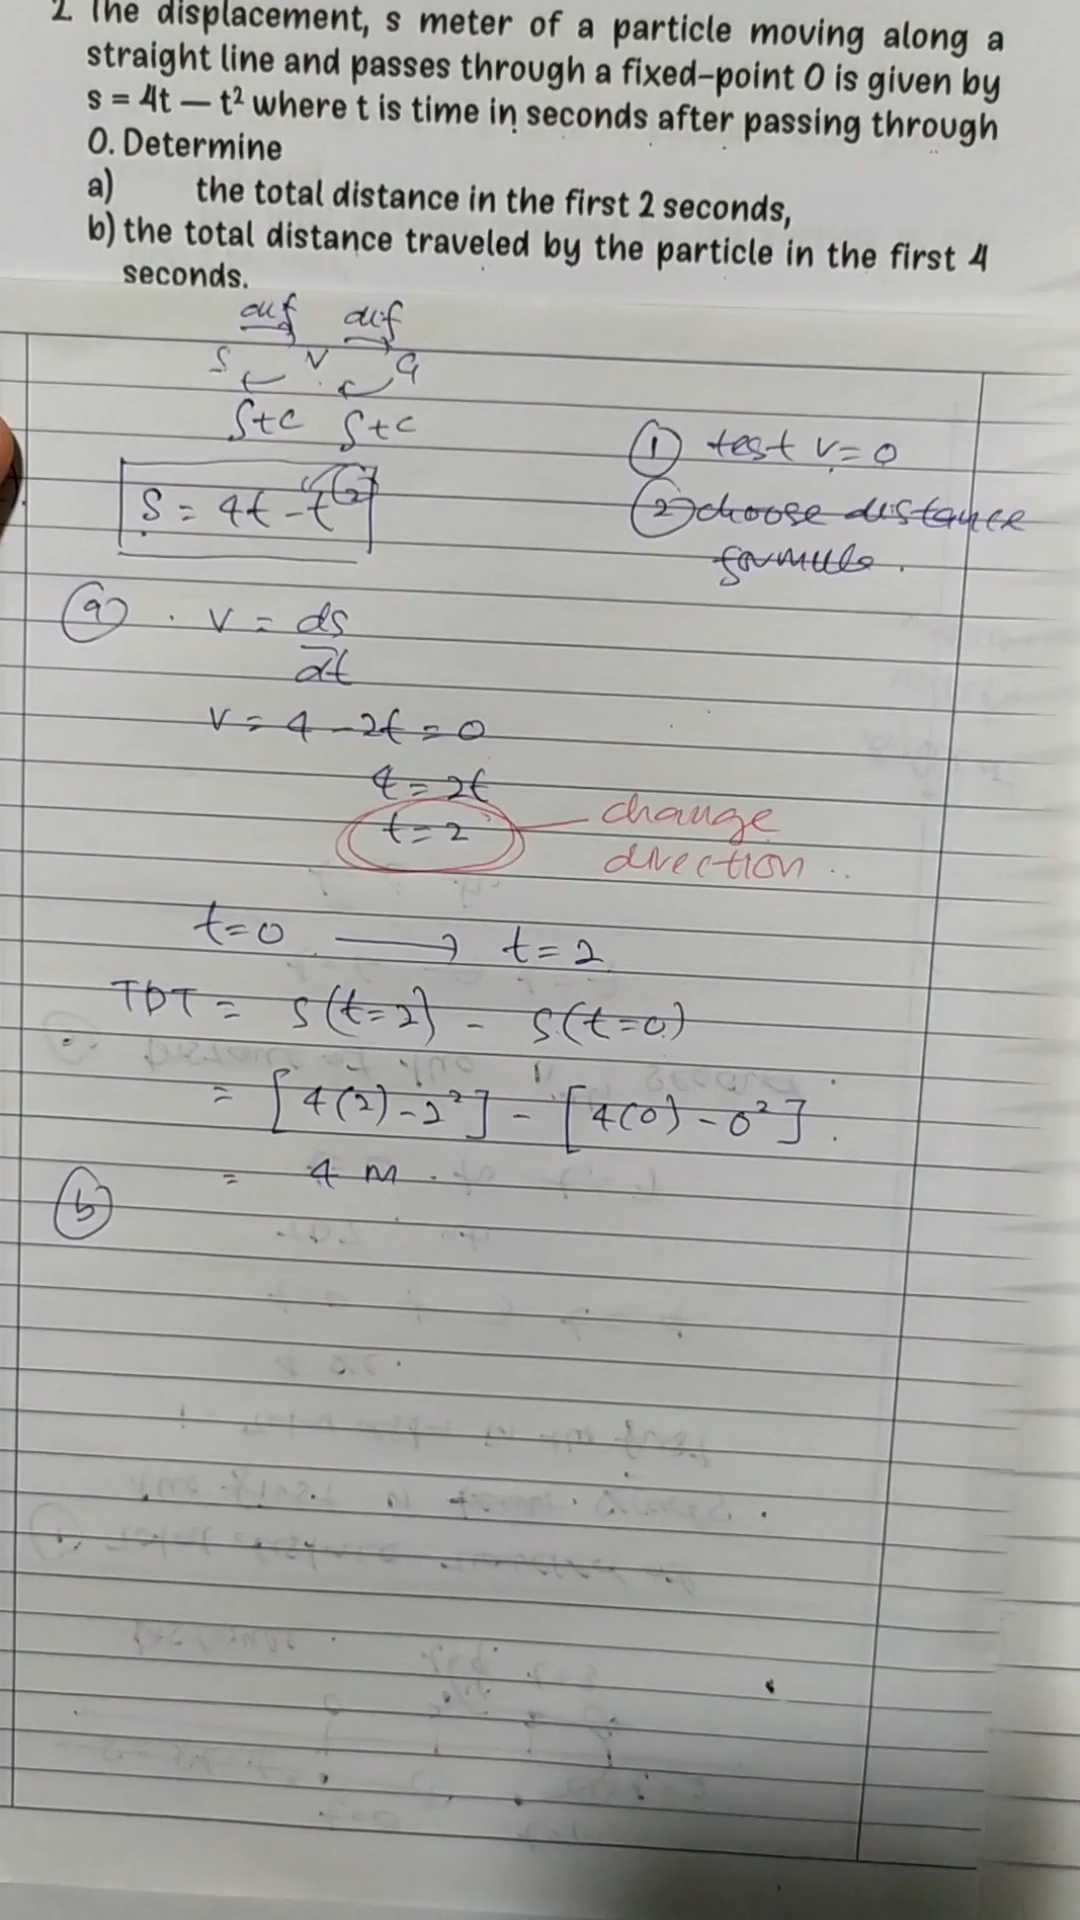 2. The displacement, s meter of a particle moving along a
straight line and passes through a fixed-point O is given by
s = 4t — t² where t is time in seconds after passing through
O. Determine
a) the total distance in the first 2 seconds,
b) the total distance traveled by the particle in the first 4
seconds.
dif dif
S V a
∫+c ∫+c
① test v=0
S = 4t - t²
② choose distance
formula.
(a) V = ds
dt
V = 4 - 2t = 0
4 = 2t
t = 2
change
direction ..
t=0 → t=2
TDT = s(t=2) - s(t=0)
= [4(2)-2²] - [4(0)-0²].
= 4 m.
(b)